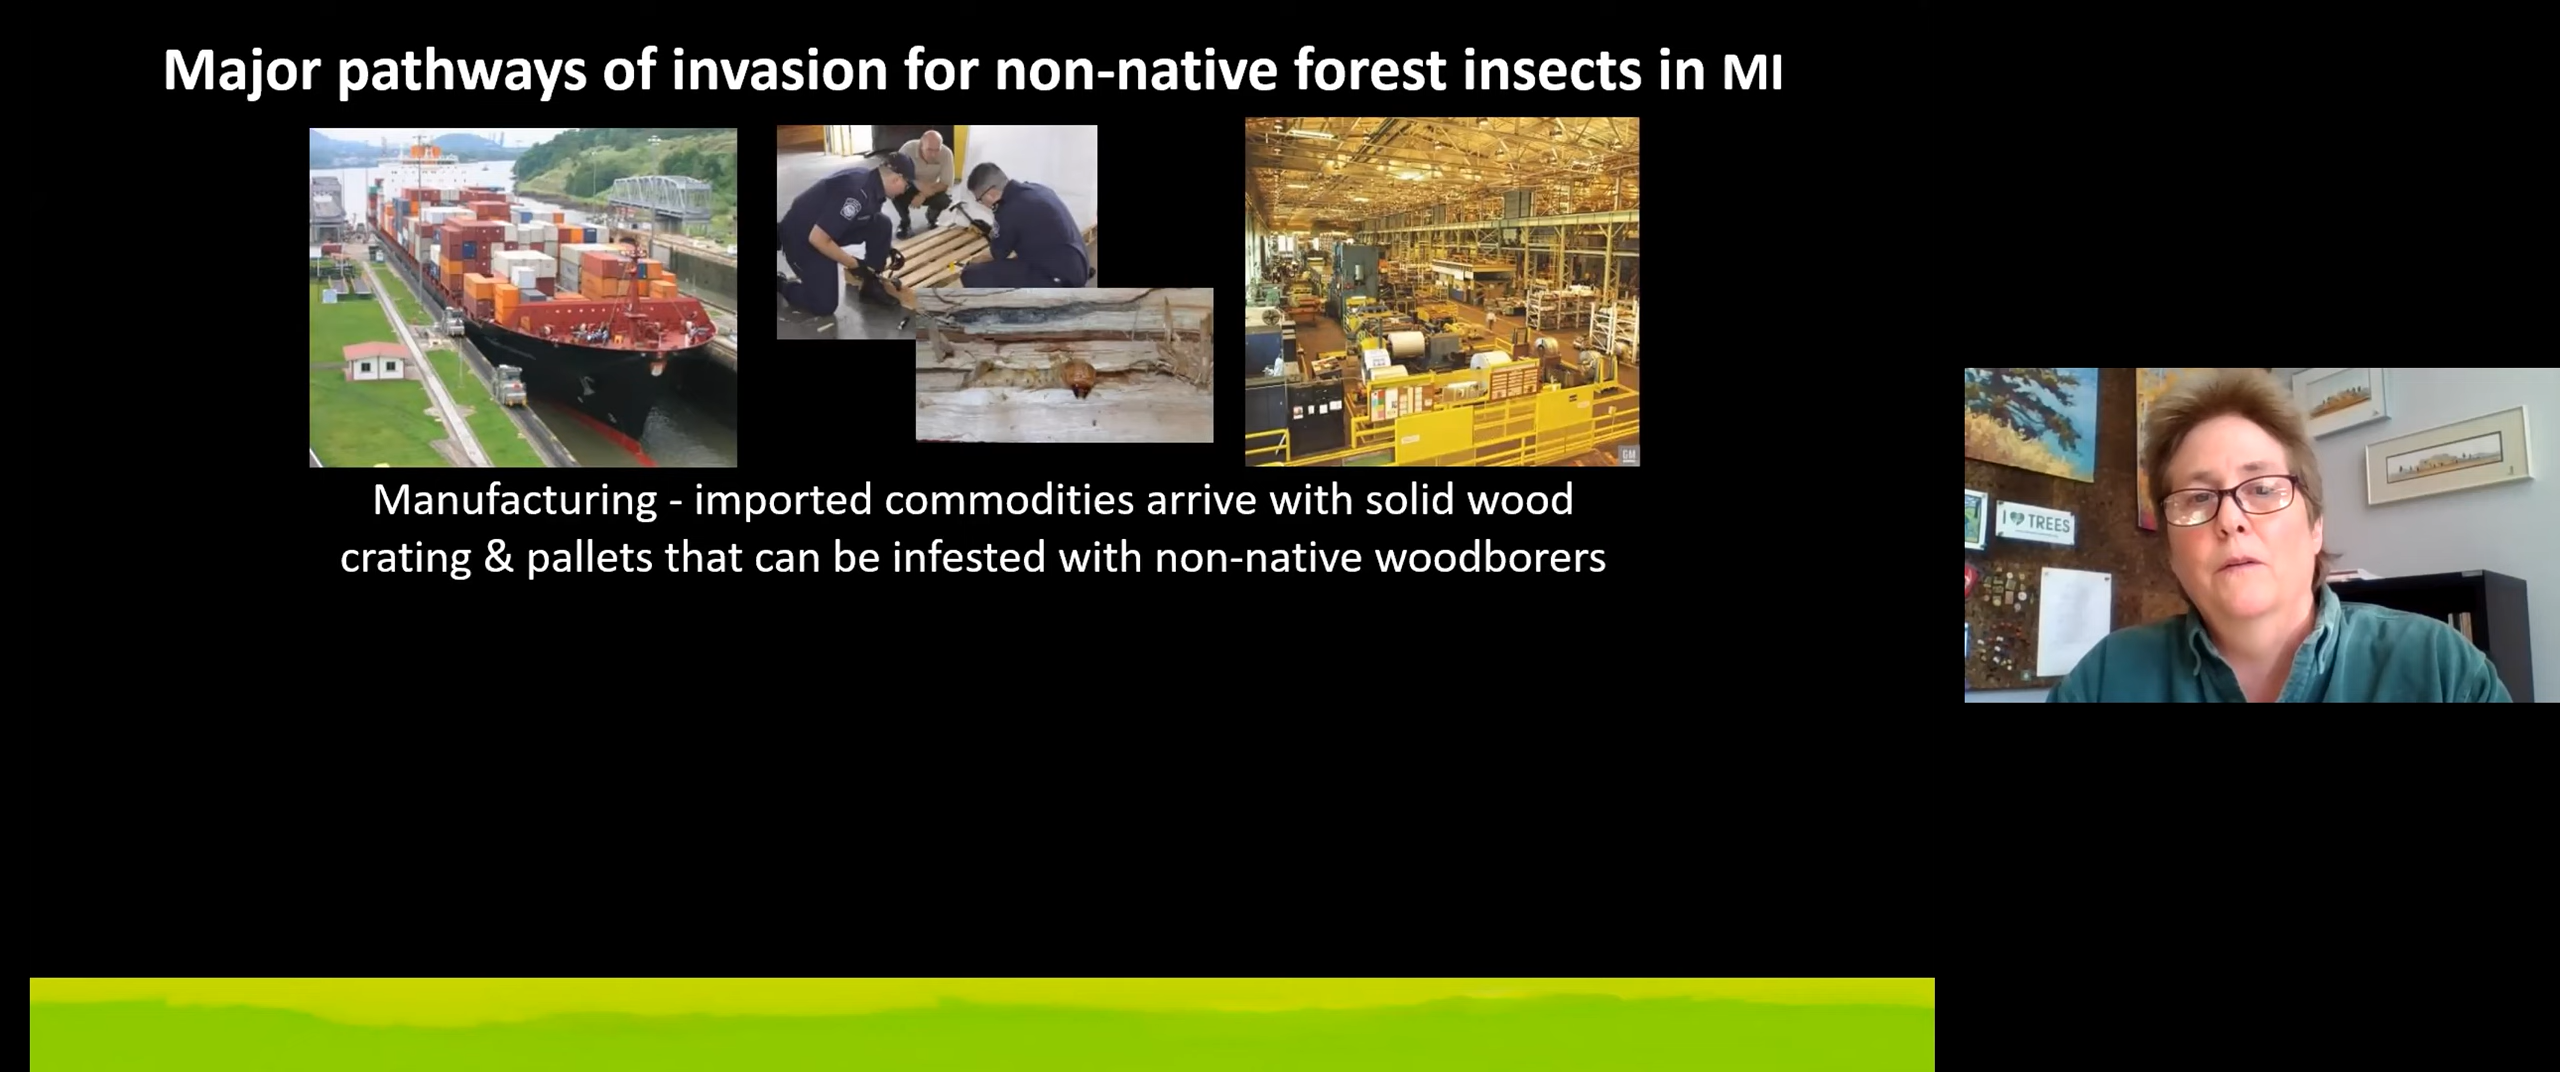 Major pathways of invasion for non-native forest insects in MI
Manufacturing - imported commodities arrive with solid wood
crating & pallets that can be infested with non-native woodborers
GM
I TREES